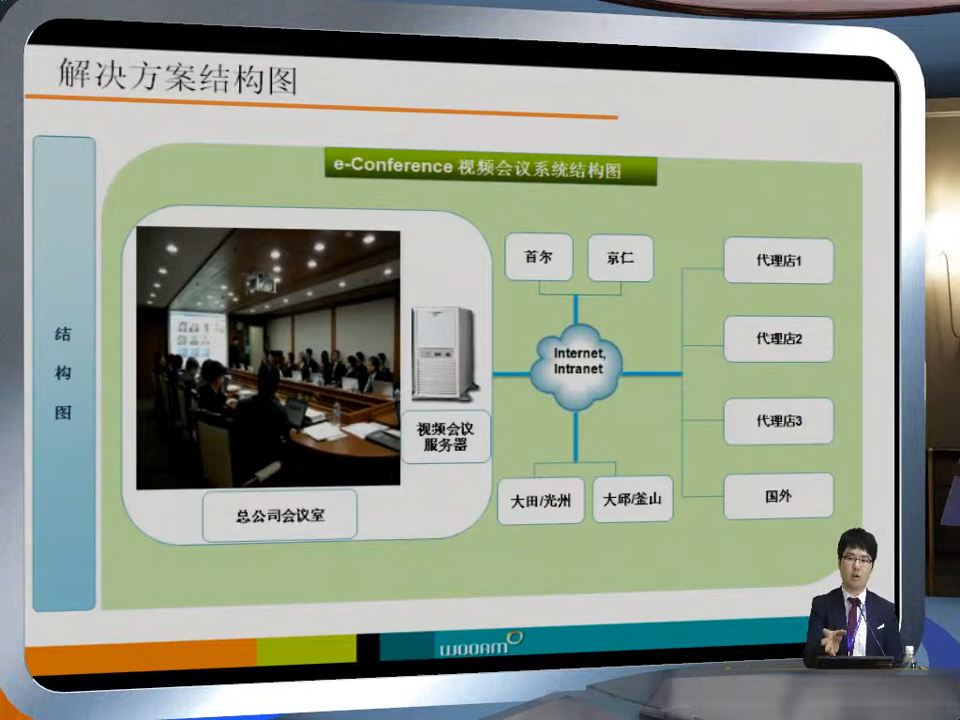 解决方案结构图
e-Conference 视频会议系统结构图
结
构
图
首尔
京仁
代理店1
代理店2
代理店3
国外
Internet,
Intranet
视频会议
服务器
总公司会议室
大田/光州
大邱/釜山
WOOAM